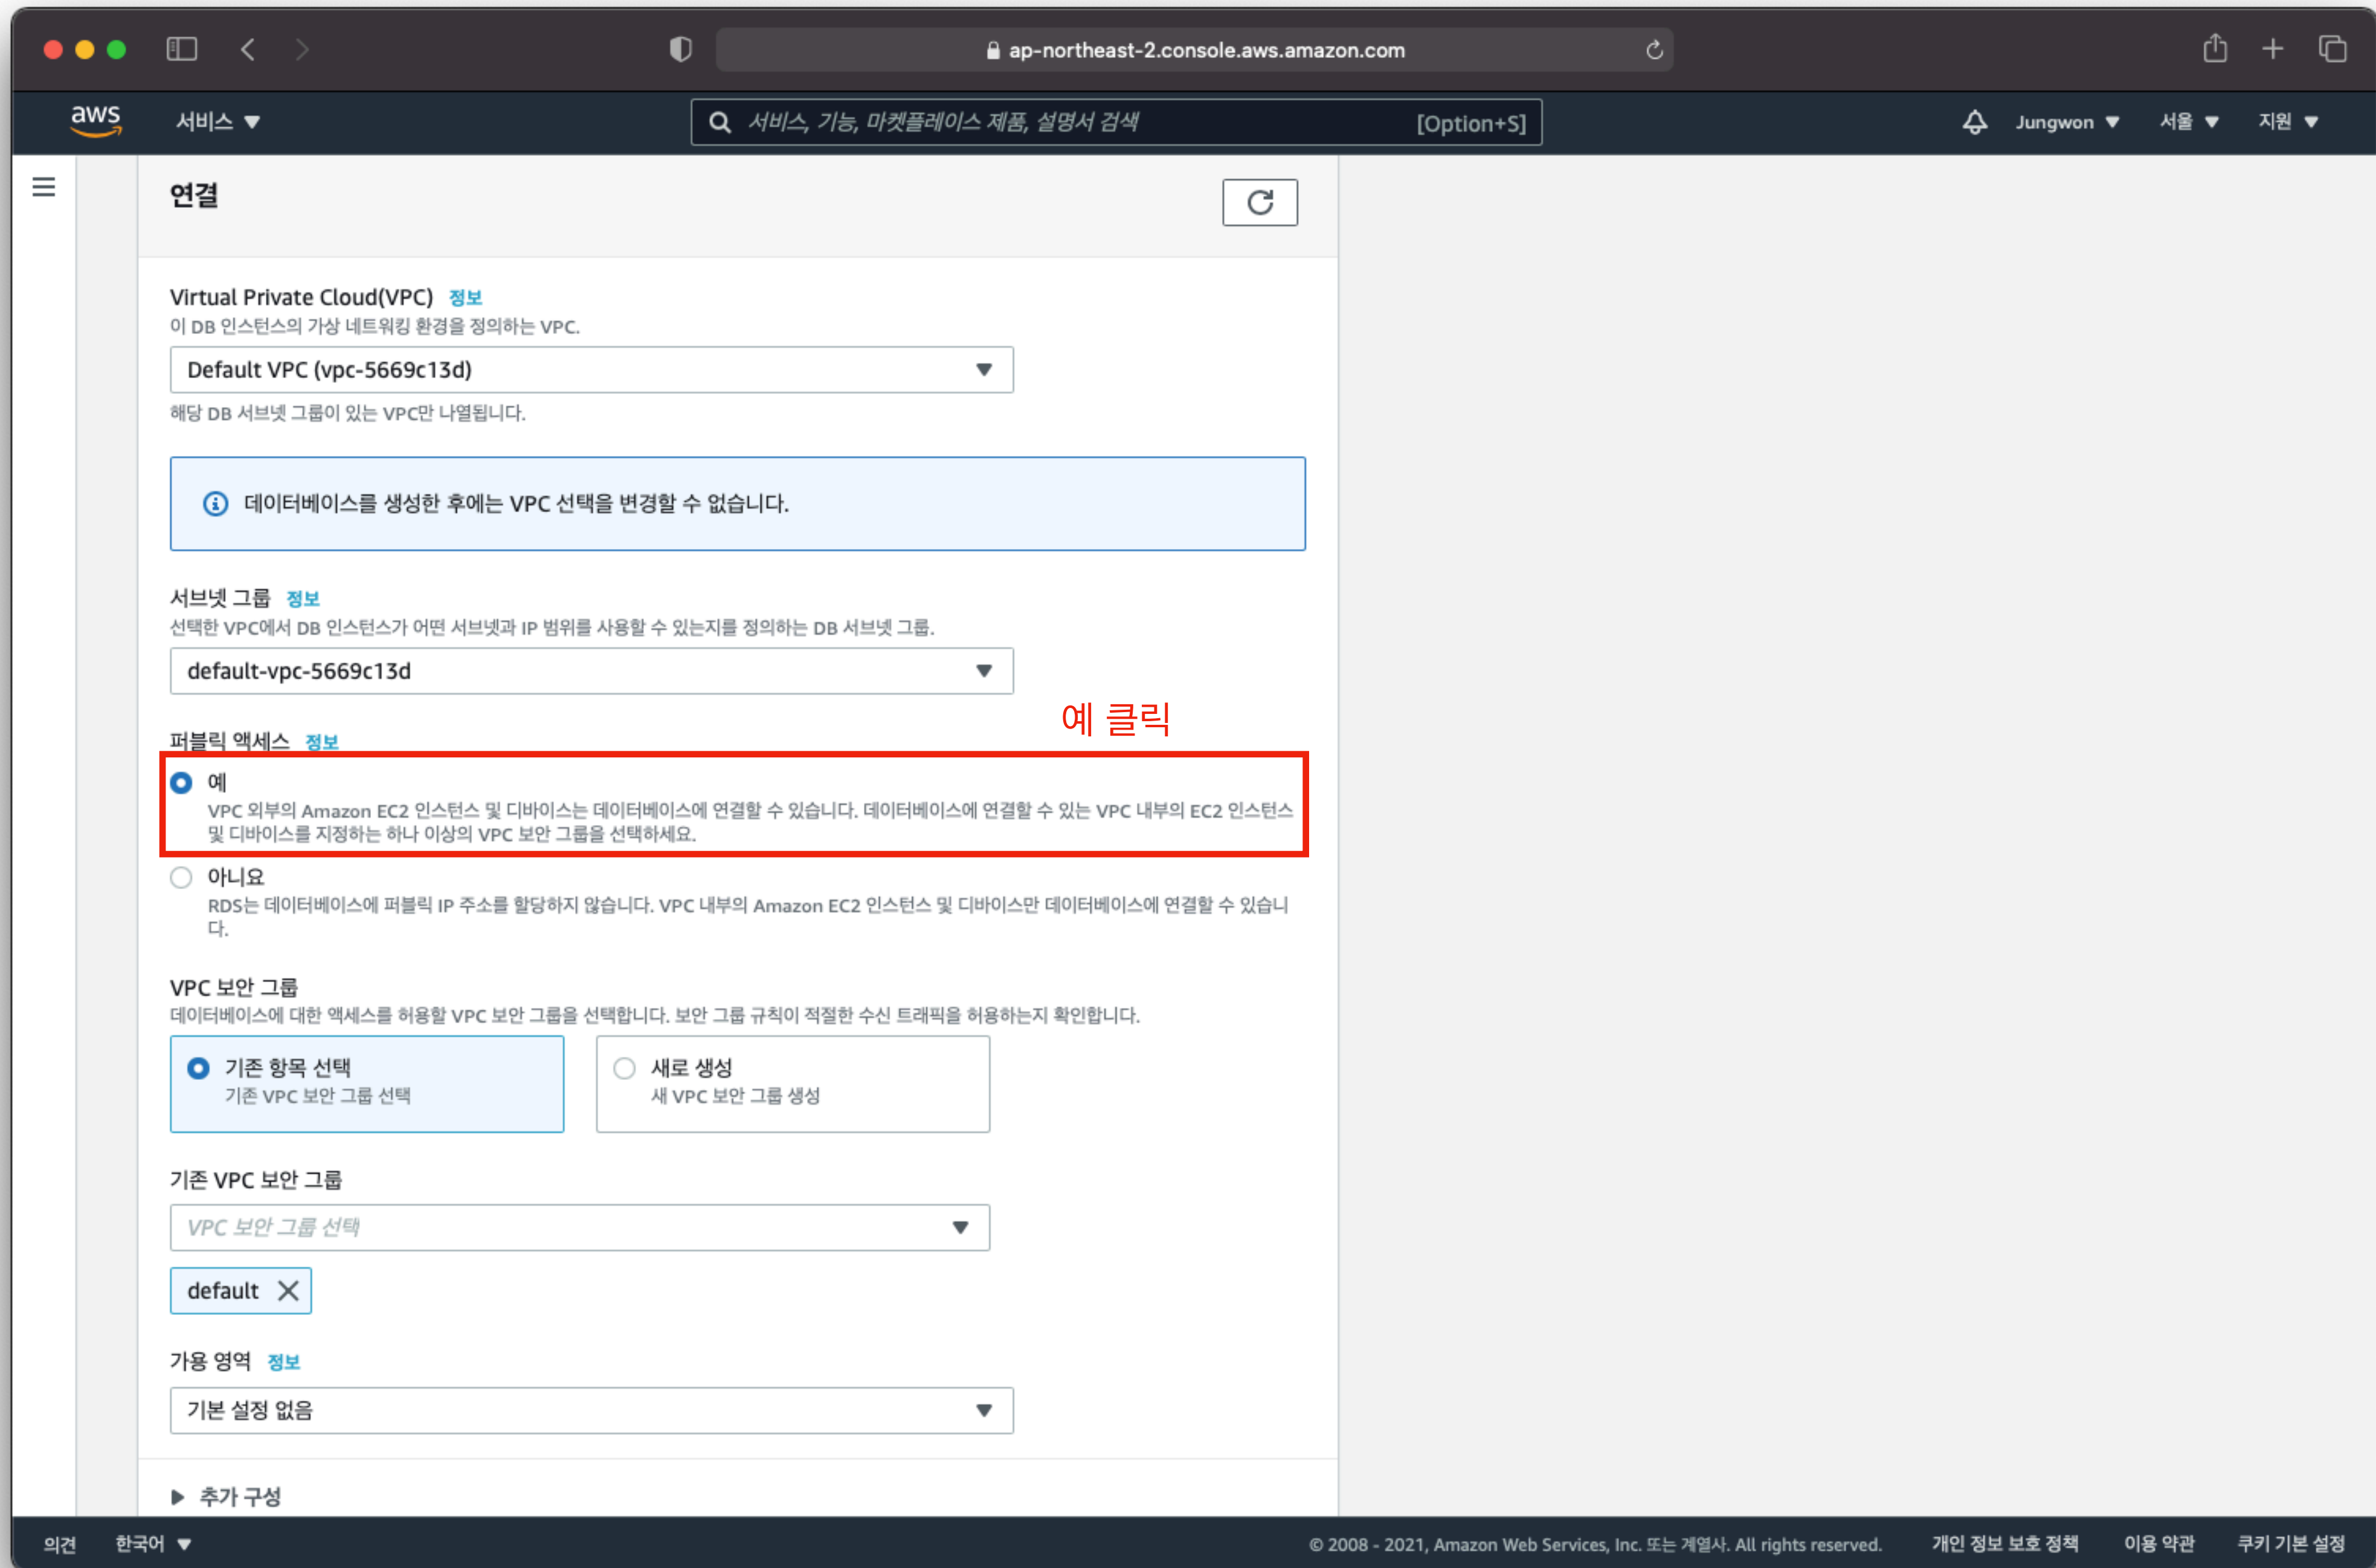 ap-northeast-2.console.aws.amazon.com
aws
서비스
서비스, 기능, 마켓플레이스 제품, 설명서 검색
[Option+S]
Jungwon
서울
지원
연결
Virtual Private Cloud(VPC) 정보
이 DB 인스턴스의 가상 네트워킹 환경을 정의하는 VPC.
Default VPC (vpc-5669c13d)
해당 DB 서브넷 그룹이 있는 VPC만 나열됩니다.
데이터베이스를 생성한 후에는 VPC 선택을 변경할 수 없습니다.
서브넷 그룹 정보
선택한 VPC에서 DB 인스턴스가 어떤 서브넷과 IP 범위를 사용할 수 있는지를 정의하는 DB 서브넷 그룹.
default-vpc-5669c13d
예 클릭
퍼블릭 액세스 정보
예
VPC 외부의 Amazon EC2 인스턴스 및 디바이스는 데이터베이스에 연결할 수 있습니다. 데이터베이스에 연결할 수 있는 VPC 내부의 EC2 인스턴스
및 디바이스를 지정하는 하나 이상의 VPC 보안 그룹을 선택하세요.
아니요
RDS는 데이터베이스에 퍼블릭 IP 주소를 할당하지 않습니다. VPC 내부의 Amazon EC2 인스턴스 및 디바이스만 데이터베이스에 연결할 수 있습니
다.
VPC 보안 그룹
데이터베이스에 대한 액세스를 허용할 VPC 보안 그룹을 선택합니다. 보안 그룹 규칙이 적절한 수신 트래픽을 허용하는지 확인합니다.
기존 항목 선택
기존 VPC 보안 그룹 선택
새로 생성
새 VPC 보안 그룹 생성
기존 VPC 보안 그룹
VPC 보안 그룹 선택
default
가용 영역 정보
기본 설정 없음
추가 구성
의견
한국어
© 2008 - 2021, Amazon Web Services, Inc. 또는 계열사. All rights reserved.
개인 정보 보호 정책
이용 약관
쿠키 기본 설정